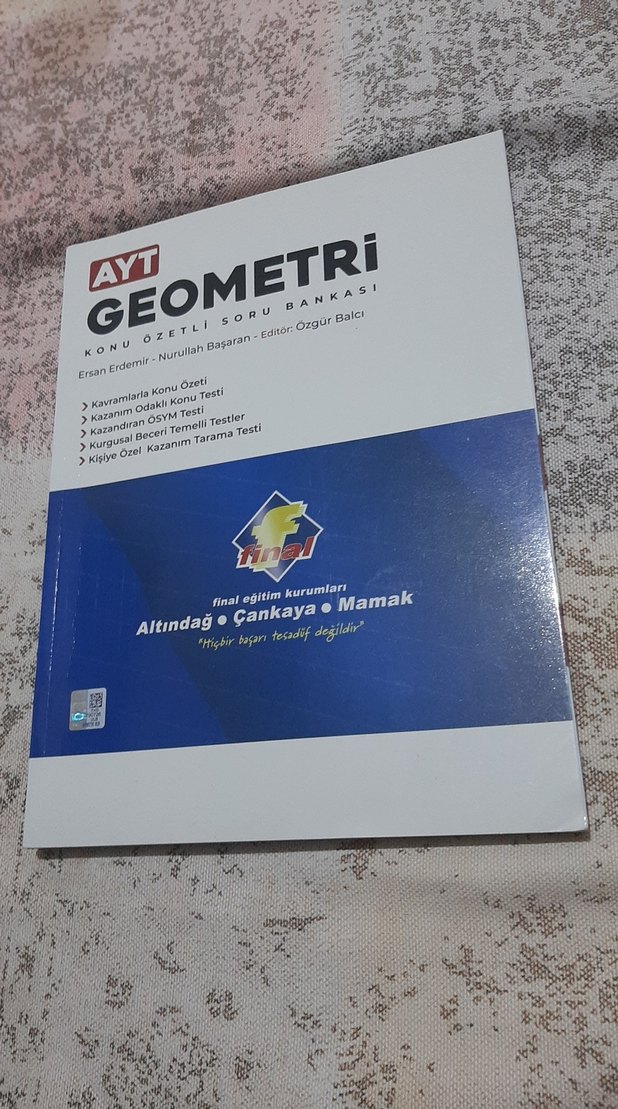 AYT
GEOMETRİ
KONU ÖZETLİ SORU BANKASI
Ersan Erdemir - Nurullah Başaran - Editör: Özgür Balcı
Kavramlarla Konu Özeti
Kazanım Odaklı Konu Testi
Kazandıran ÖSYM Testi
Kurgusal Beceri Temelli Testler
Kişiye Özel Kazanım Tarama Testi
f
final
final eğitim kurumları
Altındağ ● Çankaya ● Mamak
"Hiçbir başarı tesadüf değildir"